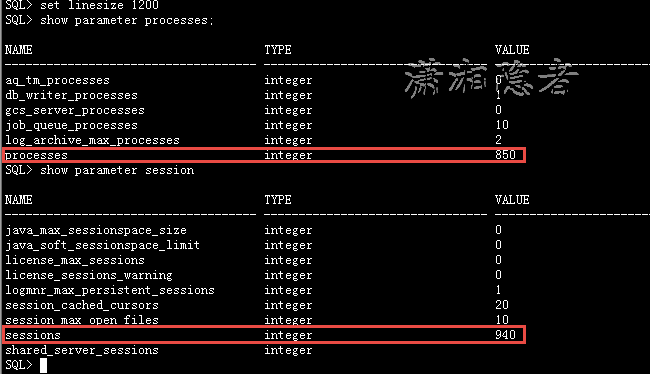 SQL> set linesize 1200
SQL> show parameter processes;
NAME TYPE VALUE
aq_tm_processes integer 0
db_writer_processes integer 1
gcs_server_processes integer 0
job_queue_processes integer 10
log_archive_max_processes integer 2
processes integer 850
SQL> show parameter session
NAME TYPE VALUE
java_max_sessionspace_size integer 0
java_soft_sessionspace_limit integer 0
license_max_sessions integer 0
license_sessions_warning integer 0
logmnr_max_persistent_sessions integer 1
session_cached_cursors integer 20
session_max_open_files integer 10
sessions integer 940
shared_server_sessions integer
SQL>
潇湘隐者